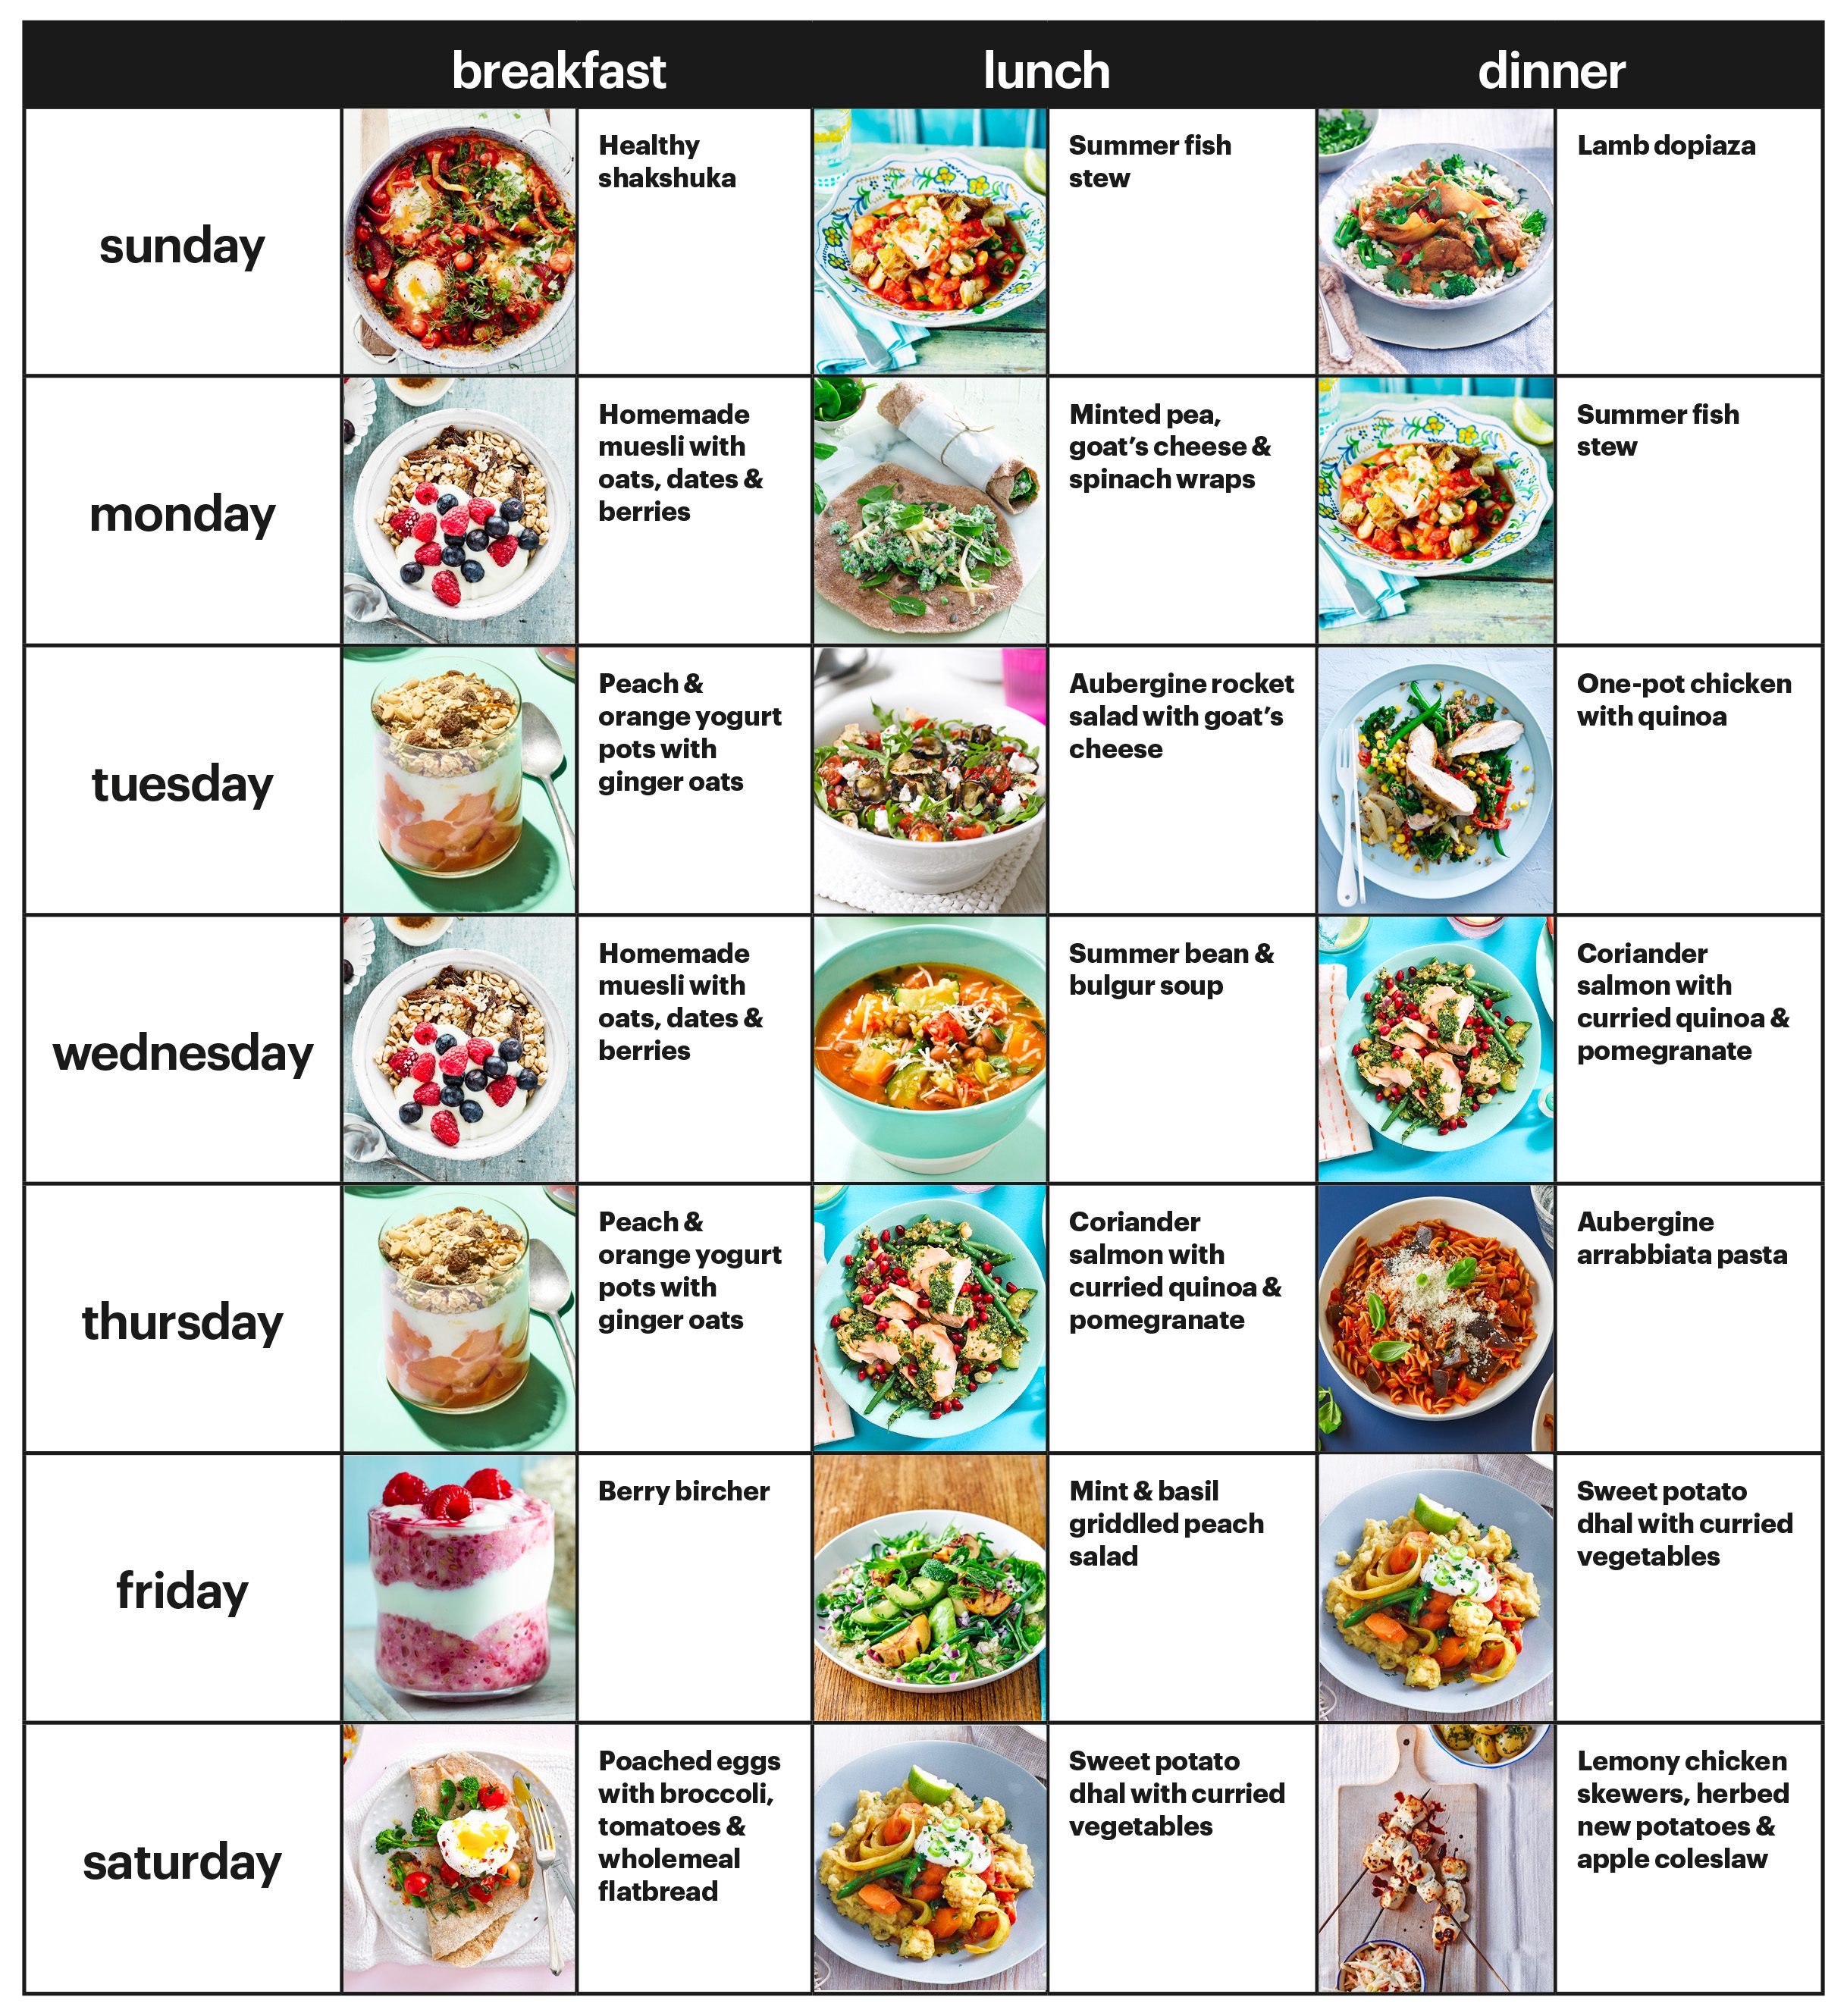 breakfast lunch dinner
sunday
Healthy
shakshuka
Summer fish
stew
Lamb dopiaza
monday
Homemade
muesli with
oats, dates &
berries
Minted pea,
goat’s cheese &
spinach wraps
Summer fish
stew
tuesday
Peach &
orange yogurt
pots with
ginger oats
Aubergine rocket
salad with goat’s
cheese
One-pot chicken
with quinoa
wednesday
Homemade
muesli with
oats, dates &
berries
Summer bean &
bulgur soup
Coriander
salmon with
curried quinoa &
pomegranate
thursday
Peach &
orange yogurt
pots with
ginger oats
Coriander
salmon with
curried quinoa &
pomegranate
Aubergine
arrabbiata pasta
friday
Berry bircher
Mint & basil
griddled peach
salad
Sweet potato
dhal with curried
vegetables
saturday
Poached eggs
with broccoli,
tomatoes &
wholemeal
flatbread
Sweet potato
dhal with curried
vegetables
Lemony chicken
skewers, herbed
new potatoes &
apple coleslaw